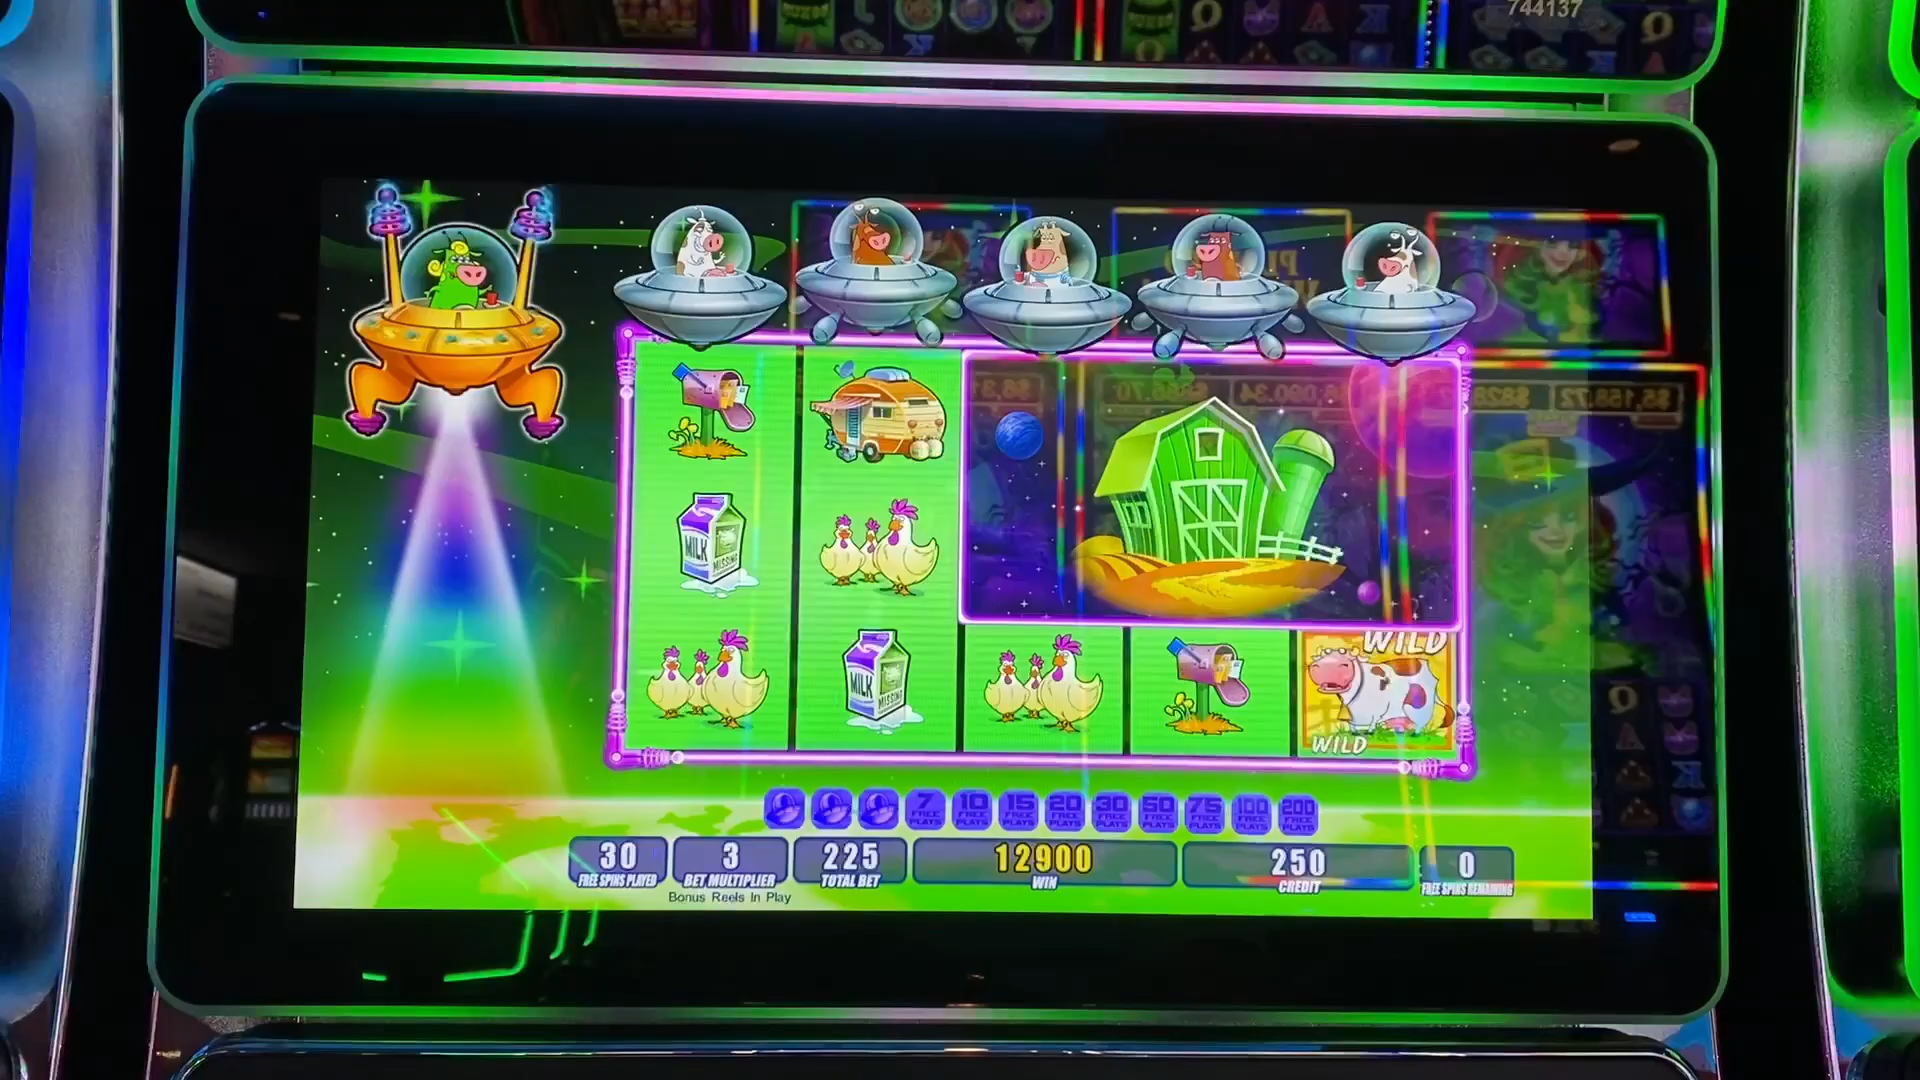 744137
MILK
MISSING
MILK
MISSING
WILD
WILD
7 FREE PLAYS
10 FREE PLAYS
15 FREE PLAYS
20 FREE PLAYS
30 FREE PLAYS
50 FREE PLAYS
75 FREE PLAYS
100 FREE PLAYS
200 FREE PLAYS
30 3 225 12900 250 0
FREE SPINS PLAYED BET MULTIPLIER TOTAL BET WIN CREDIT FREE SPINS REMAINING
Bonus Reels In Play